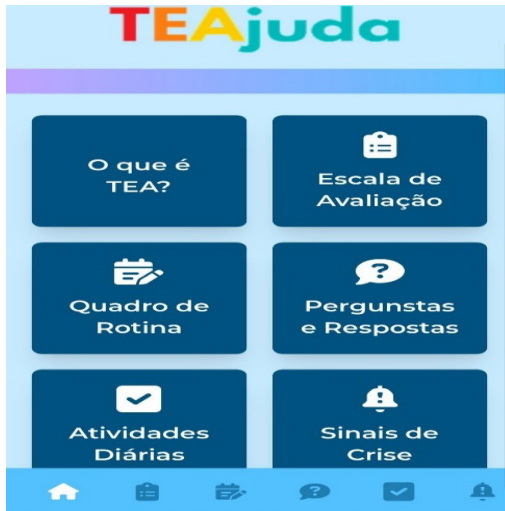 TEAjuda
O que é
TEA?
Escala de
Avaliação
Quadro de
Rotina
Pergunstas
e Respostas
Atividades
Diárias
Sinais de
Crise